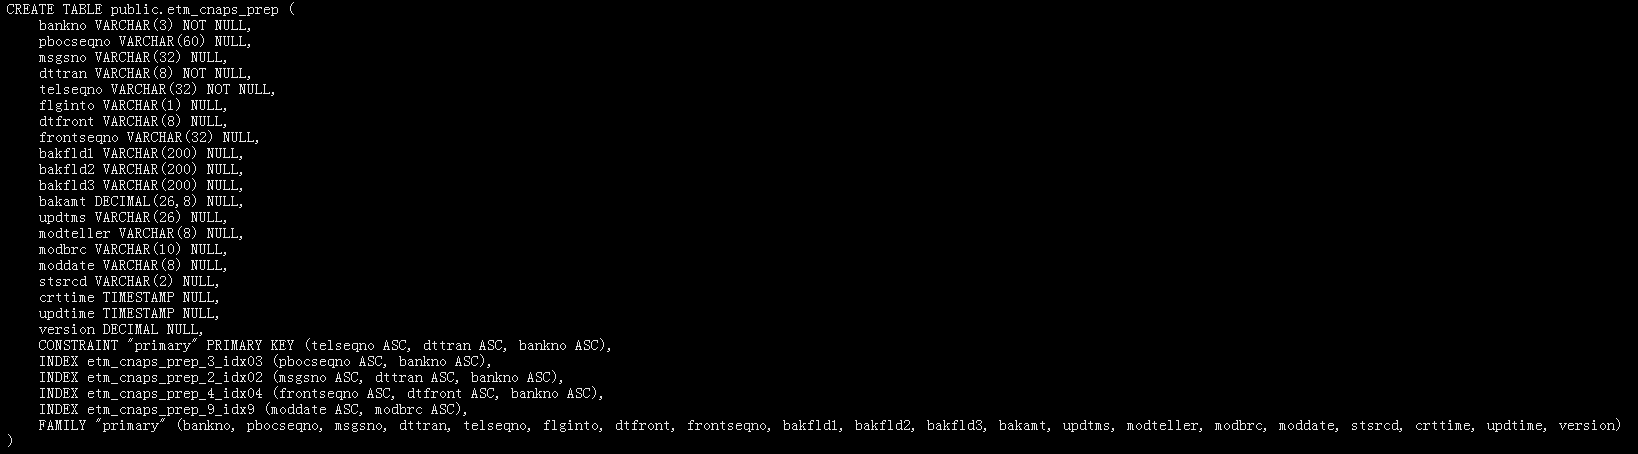 CREATE TABLE public.etm_cnaps_prep (
    bankno VARCHAR(3) NOT NULL,
    pbocseqno VARCHAR(60) NULL,
    msgsno VARCHAR(32) NULL,
    dttran VARCHAR(8) NOT NULL,
    telseqno VARCHAR(32) NOT NULL,
    flginto VARCHAR(1) NULL,
    dtfront VARCHAR(8) NULL,
    frontseqno VARCHAR(32) NULL,
    bakfld1 VARCHAR(200) NULL,
    bakfld2 VARCHAR(200) NULL,
    bakfld3 VARCHAR(200) NULL,
    bakamt DECIMAL(26,8) NULL,
    updtms VARCHAR(26) NULL,
    modteller VARCHAR(8) NULL,
    modbrc VARCHAR(10) NULL,
    moddate VARCHAR(8) NULL,
    stsrcd VARCHAR(2) NULL,
    crttime TIMESTAMP NULL,
    updtime TIMESTAMP NULL,
    version DECIMAL NULL,
    CONSTRAINT "primary" PRIMARY KEY (telseqno ASC, dttran ASC, bankno ASC),
    INDEX etm_cnaps_prep_3_idx03 (pbocseqno ASC, bankno ASC),
    INDEX etm_cnaps_prep_2_idx02 (msgsno ASC, dttran ASC, bankno ASC),
    INDEX etm_cnaps_prep_4_idx04 (frontseqno ASC, dtfront ASC, bankno ASC),
    INDEX etm_cnaps_prep_9_idx9 (moddate ASC, modbrc ASC),
    FAMILY "primary" (bankno, pbocseqno, msgsno, dttran, telseqno, flginto, dtfront, frontseqno, bakfld1, bakfld2, bakfld3, bakamt, updtms, modteller, modbrc, moddate, stsrcd, crttime, updtime, version)
)